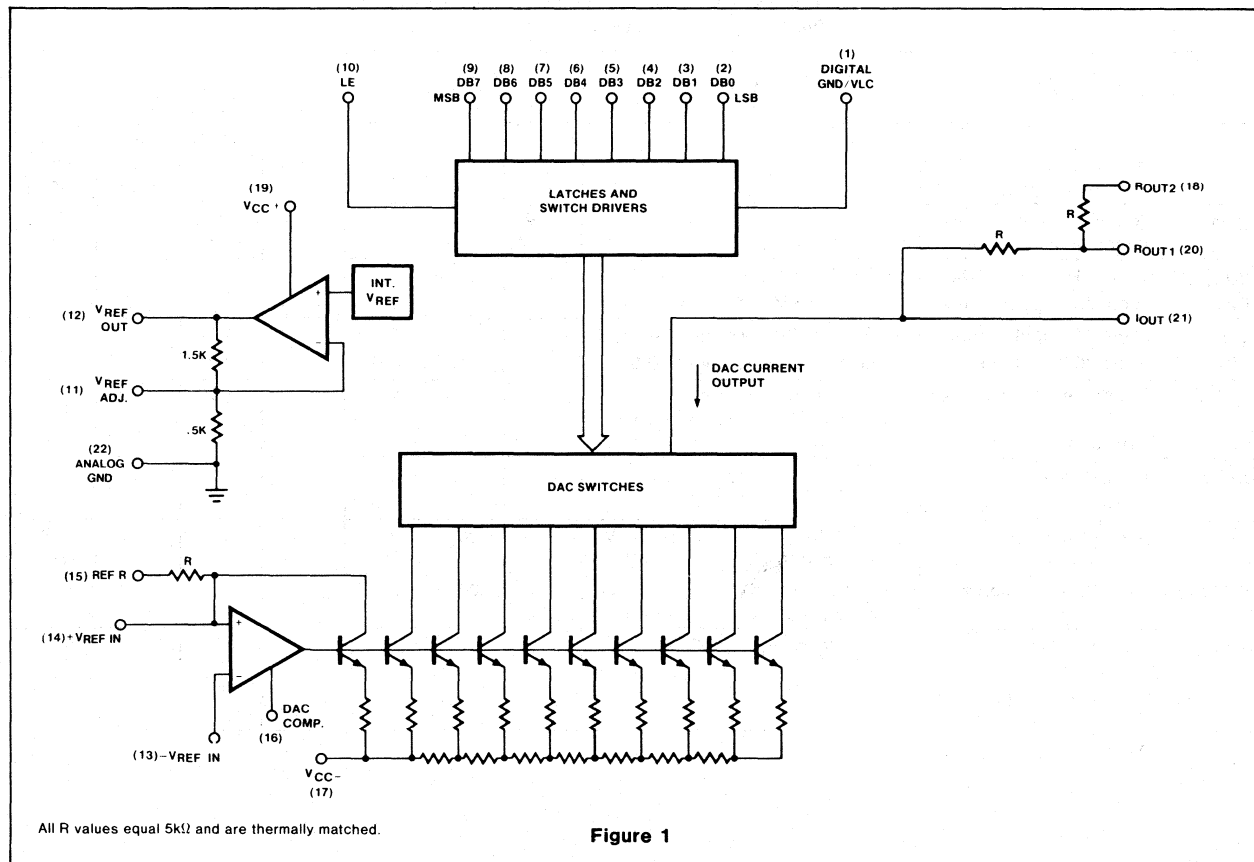 (10)
LE
(9)
DB7
(8)
DB6
(7)
DB5
(6)
DB4
(5)
DB3
(4)
DB2
(3)
DB1
(2)
DB0
(1)
DIGITAL
GND/VLC
MSB
LSB
LATCHES AND
SWITCH DRIVERS
ROUT2 (18)
R
R
ROUT1 (20)
IOUT (21)
(19)
VCC+
INT.
VREF
+
−
(12) VREF
OUT
1.5K
(11) VREF
ADJ.
.5K
(22)
ANALOG
GND
DAC CURRENT
OUTPUT
DAC SWITCHES
(15) REF R
R
(14)+VREF IN
+
−
DAC
COMP.
(16)
(13)−VREF IN
VCC−
(17)
All R values equal 5kΩ and are thermally matched.
Figure 1